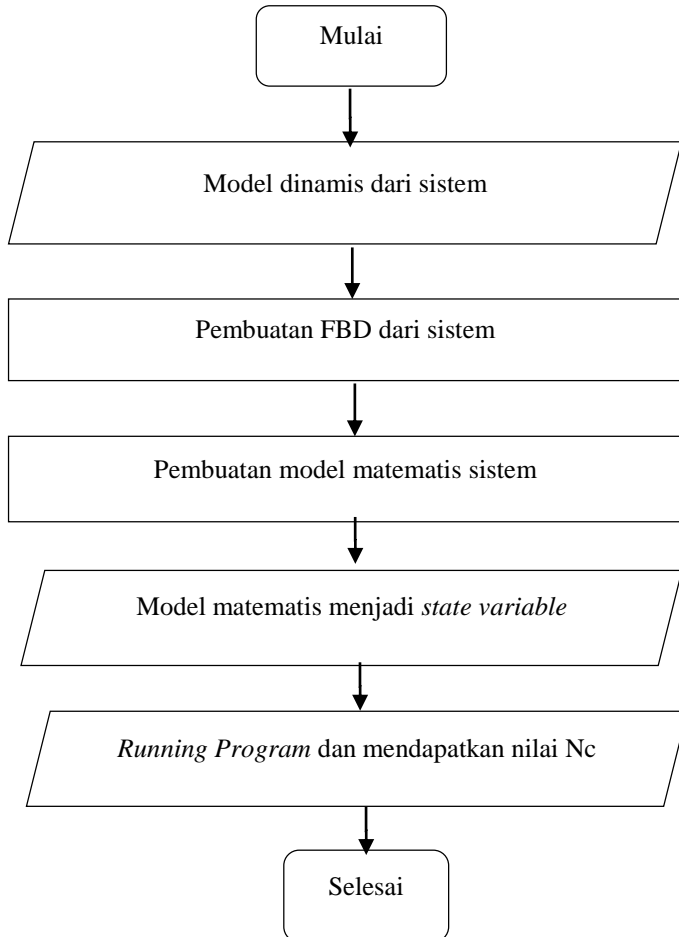 Mulai
Model dinamis dari sistem
Pembuatan FBD dari sistem
Pembuatan model matematis sistem
Model matematis menjadi state variable
Running Program dan mendapatkan nilai Nc
Selesai